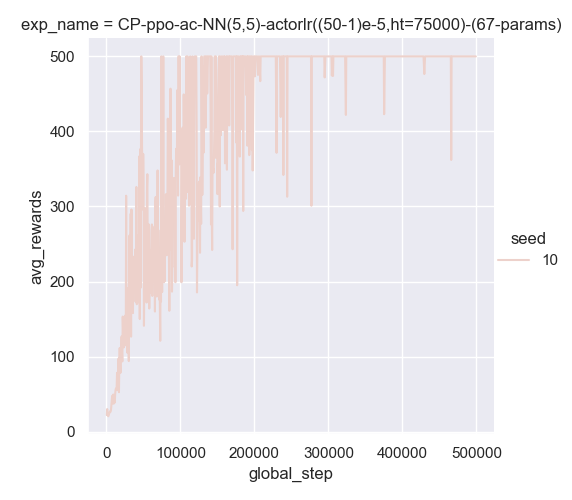 exp_name = CP-ppo-ac-NN(5,5)-actorlr((50-1)e-5,ht=75000)-(67-params)
500
400
300
200
100
0
avg_rewards
0 100000 200000 300000 400000 500000
global_step
seed
10